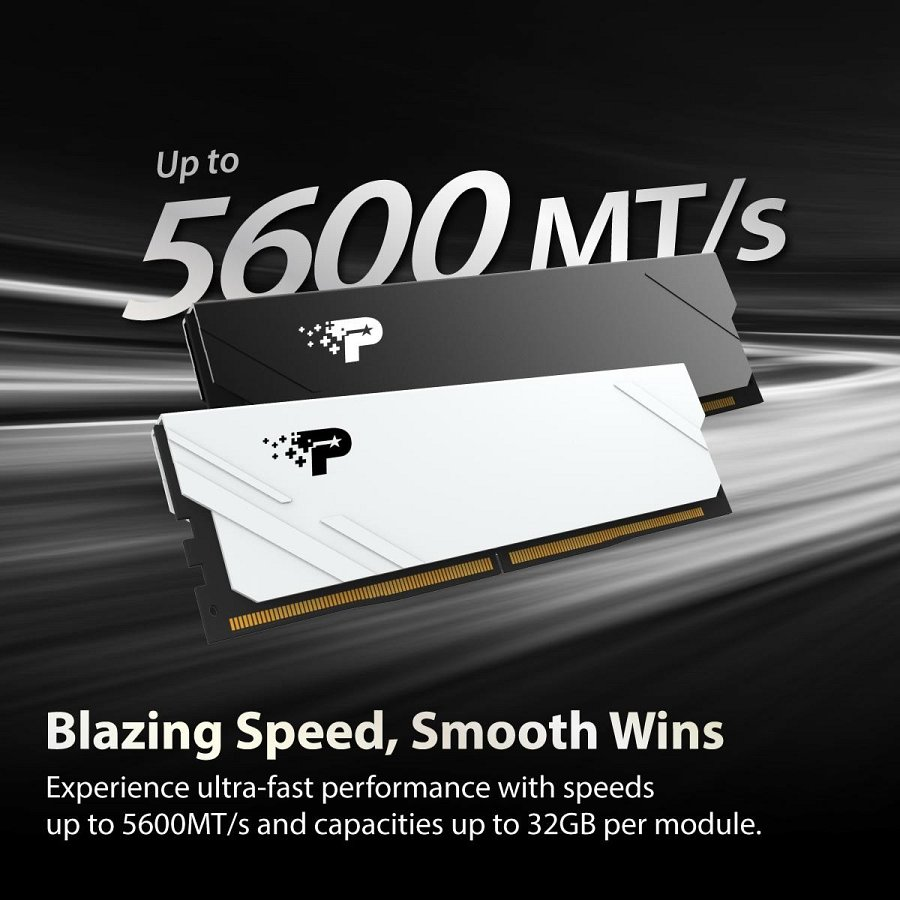 Up to
5600 MT/s
P
P
Blazing Speed, Smooth Wins
Experience ultra-fast performance with speeds
up to 5600MT/s and capacities up to 32GB per module.